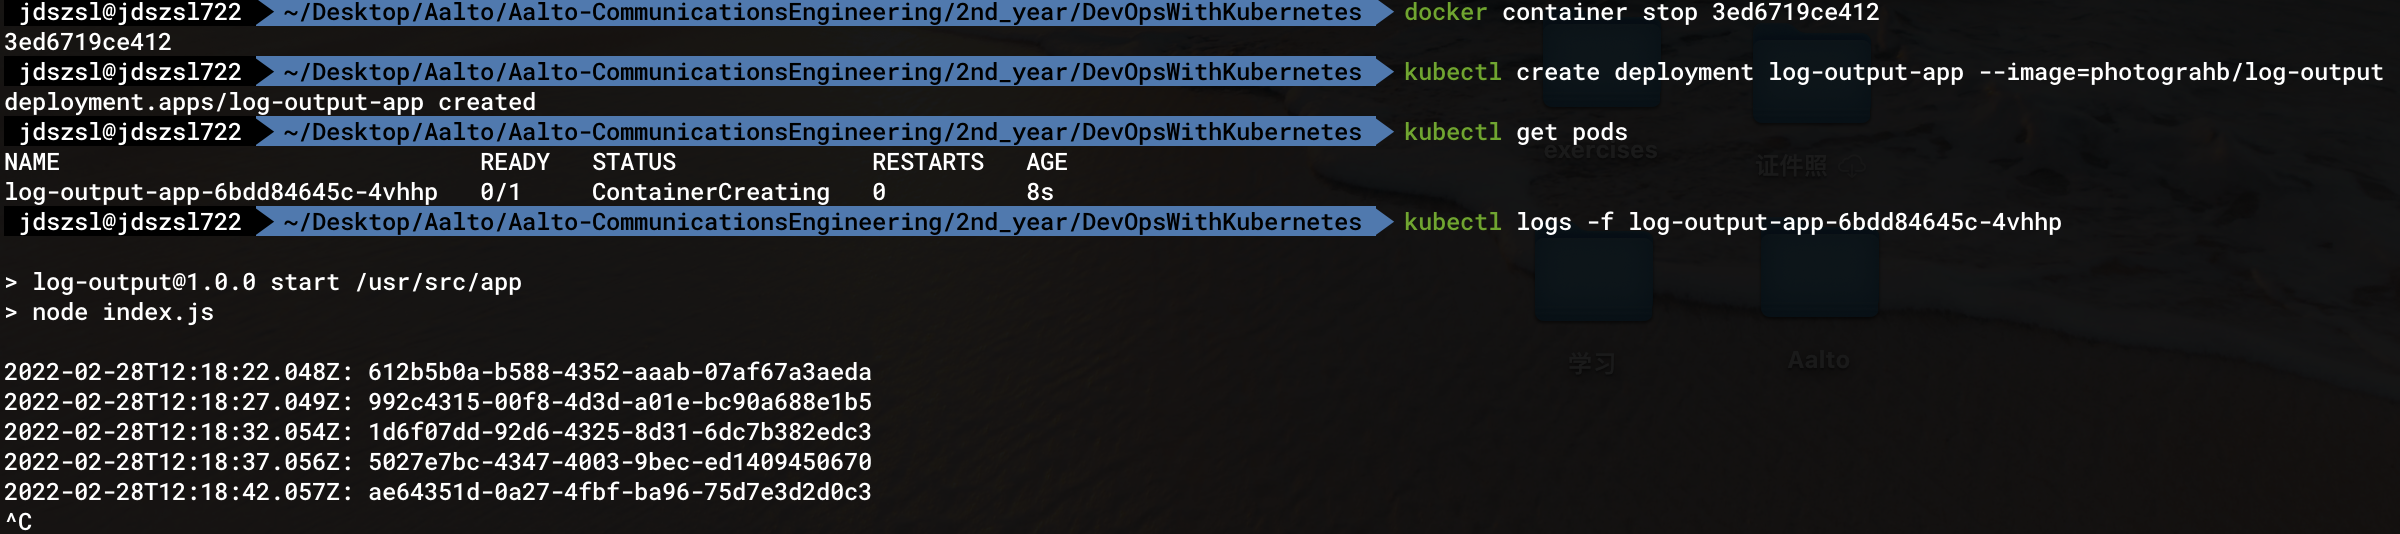 jdszsl@jdszsl722 ~/Desktop/Aalto/Aalto-CommunicationsEngineering/2nd_year/DevOpsWithKubernetes docker container stop 3ed6719ce412
3ed6719ce412
jdszsl@jdszsl722 ~/Desktop/Aalto/Aalto-CommunicationsEngineering/2nd_year/DevOpsWithKubernetes kubectl create deployment log-output-app --image=photograhb/log-output
deployment.apps/log-output-app created
jdszsl@jdszsl722 ~/Desktop/Aalto/Aalto-CommunicationsEngineering/2nd_year/DevOpsWithKubernetes kubectl get pods
exercises
证件照
NAME READY STATUS RESTARTS AGE
log-output-app-6bdd84645c-4vhhp 0/1 ContainerCreating 0 8s
jdszsl@jdszsl722 ~/Desktop/Aalto/Aalto-CommunicationsEngineering/2nd_year/DevOpsWithKubernetes kubectl logs -f log-output-app-6bdd84645c-4vhhp
> log-output@1.0.0 start /usr/src/app
> node index.js
学习
Aalto
2022-02-28T12:18:22.048Z: 612b5b0a-b588-4352-aaab-07af67a3aeda
2022-02-28T12:18:27.049Z: 992c4315-00f8-4d3d-a01e-bc90a688e1b5
2022-02-28T12:18:32.054Z: 1d6f07dd-92d6-4325-8d31-6dc7b382edc3
2022-02-28T12:18:37.056Z: 5027e7bc-4347-4003-9bec-ed1409450670
2022-02-28T12:18:42.057Z: ae64351d-0a27-4fbf-ba96-75d7e3d2d0c3
^C